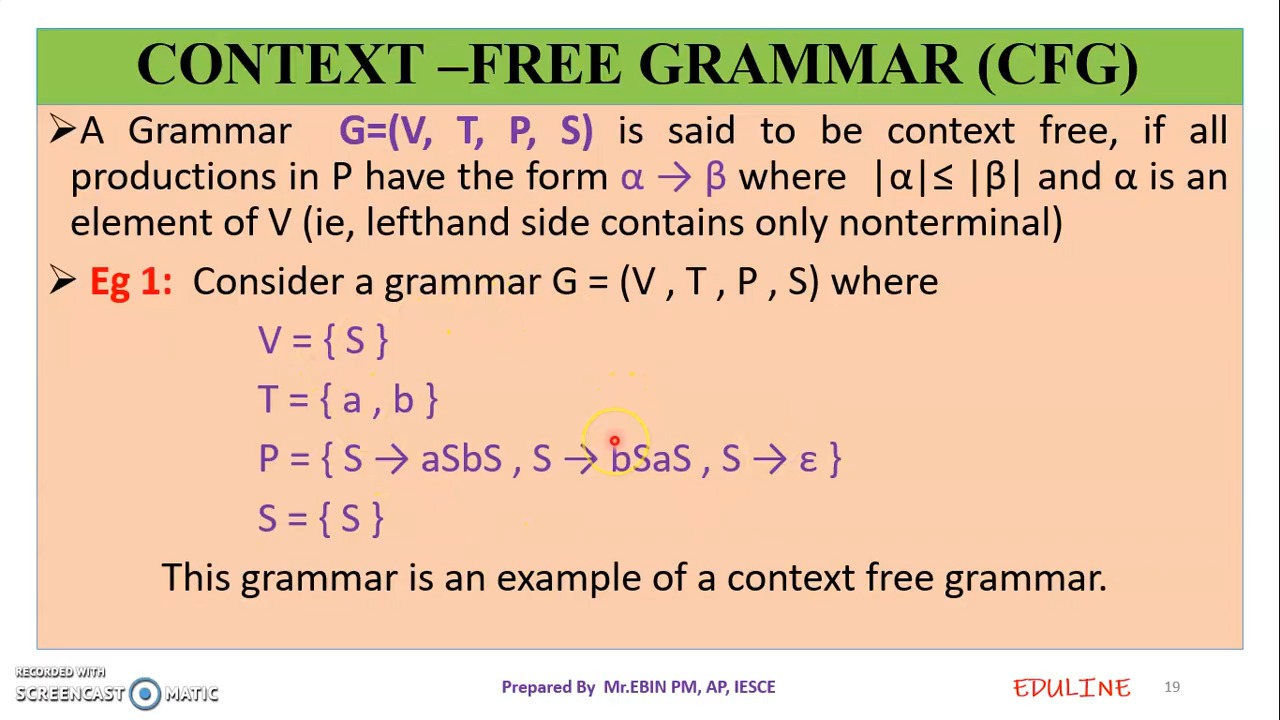 CONTEXT –FREE GRAMMAR (CFG)
➢A Grammar G=(V, T, P, S) is said to be context free, if all
productions in P have the form α → β where |α|≤ |β| and α is an
element of V (ie, lefthand side contains only nonterminal)
➢ Eg 1: Consider a grammar G = (V , T , P , S) where
V = { S }
T = { a , b }
P = { S → aSbS , S → bSaS , S → ε }
S = { S }
This grammar is an example of a context free grammar.
RECORDED WITH
SCREENCAST MATIC
Prepared By Mr.EBIN PM, AP, IESCE
EDULINE
19